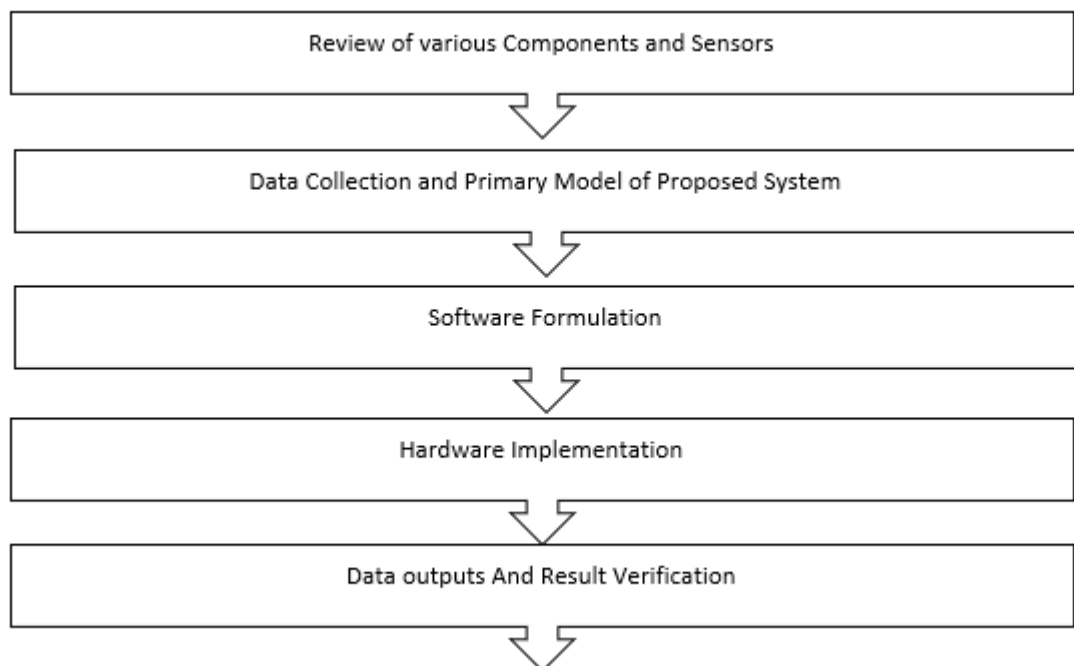 Review of various Components and Sensors
Data Collection and Primary Model of Proposed System
Software Formulation
Hardware Implementation
Data outputs And Result Verification